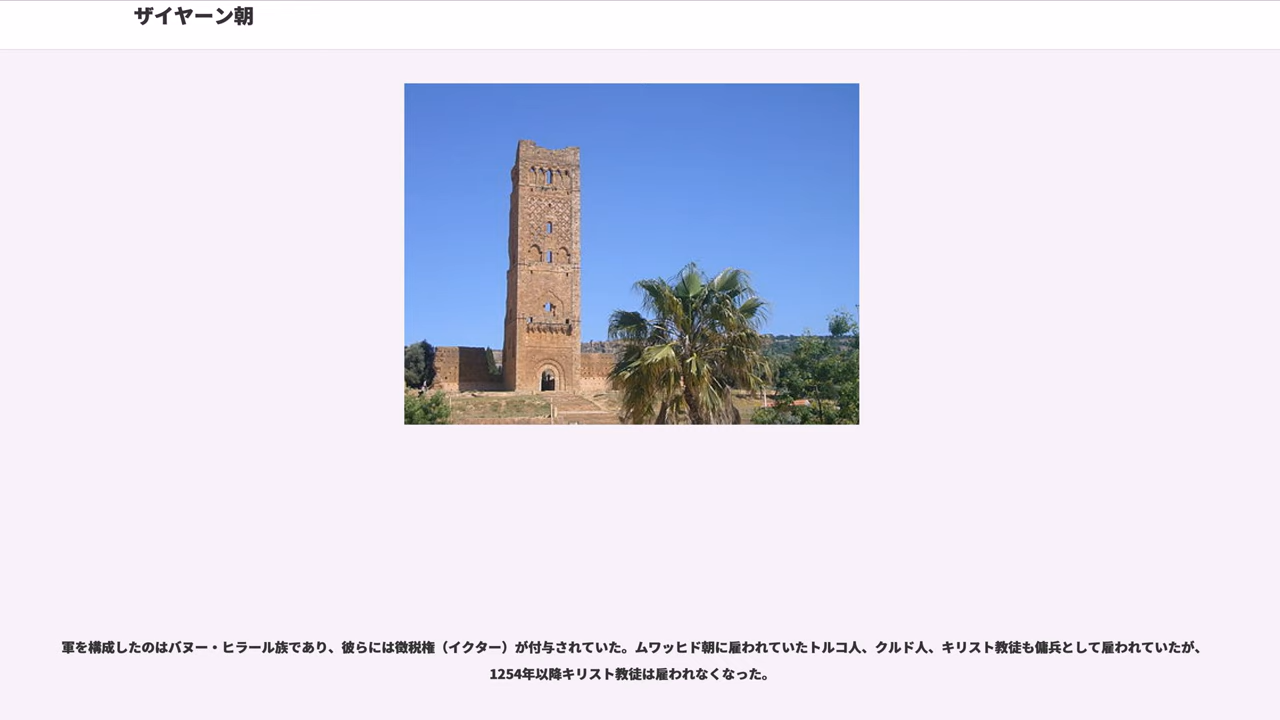 ザイヤーン朝
軍を構成したのはバヌー・ヒラール族であり、彼らには徴税権（イクター）が付与されていた。ムワッヒド朝に雇われていたトルコ人、クルド人、キリスト教徒も傭兵として雇われていたが、
1254年以降キリスト教徒は雇われなくなった。